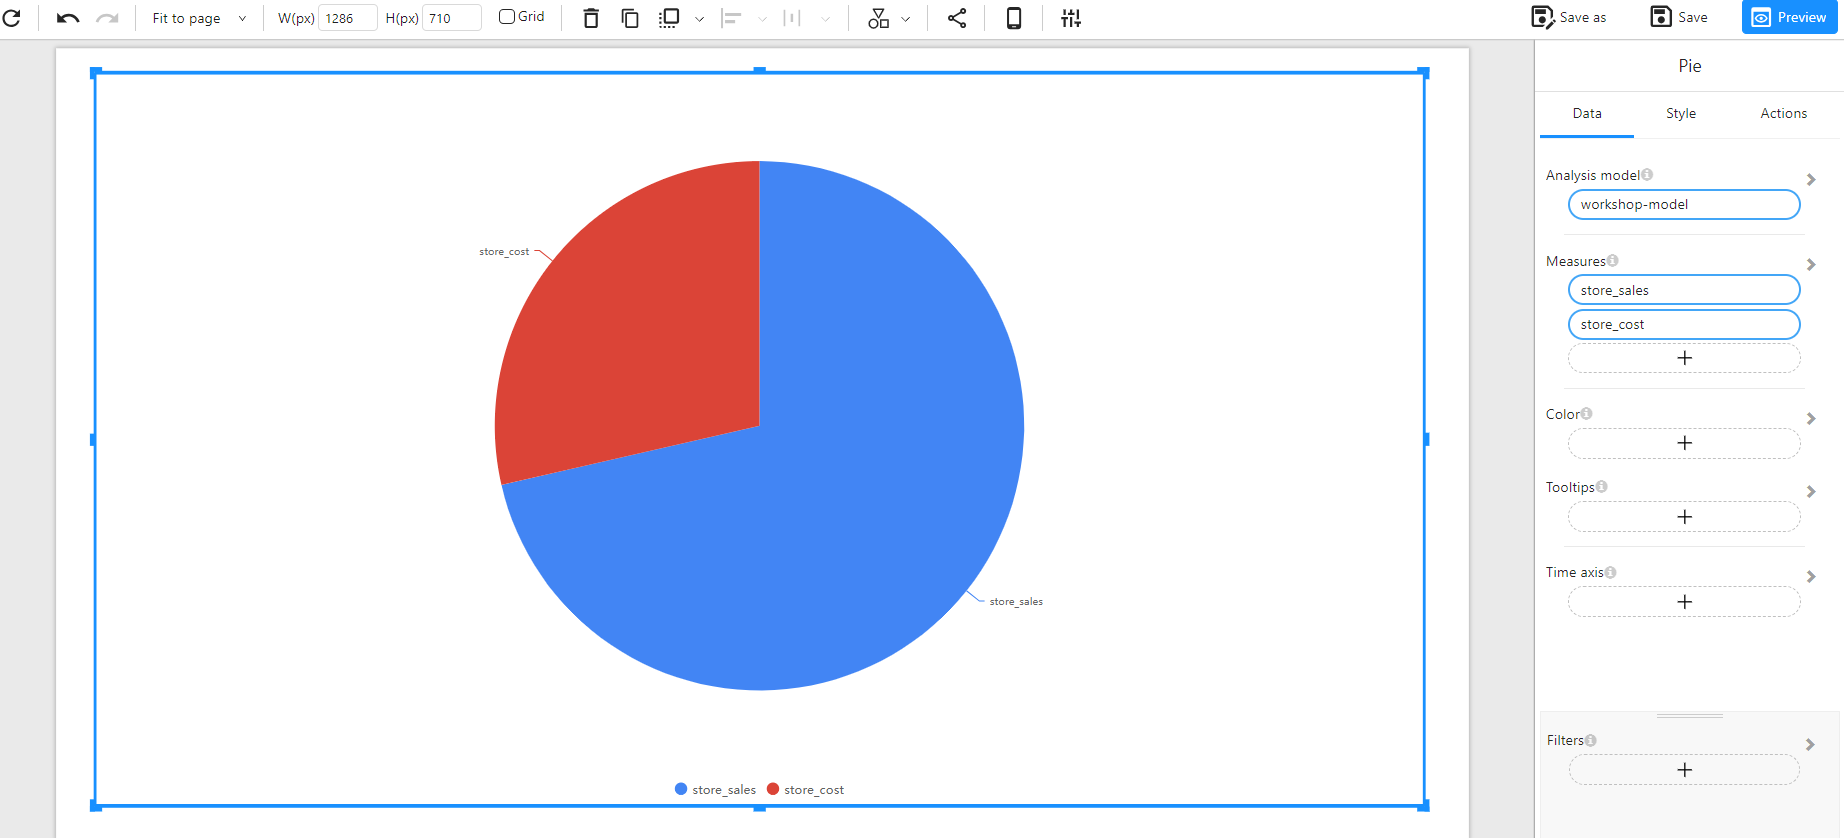 Fit to page
W(px) 1286 H(px) 710
Grid
Save as
Save
Preview
Pie
Data Style Actions
Analysis model
workshop-model
Measures
store_sales
store_cost
Color
Tooltips
Time axis
Filters
store_cost
store_sales
store_sales store_cost